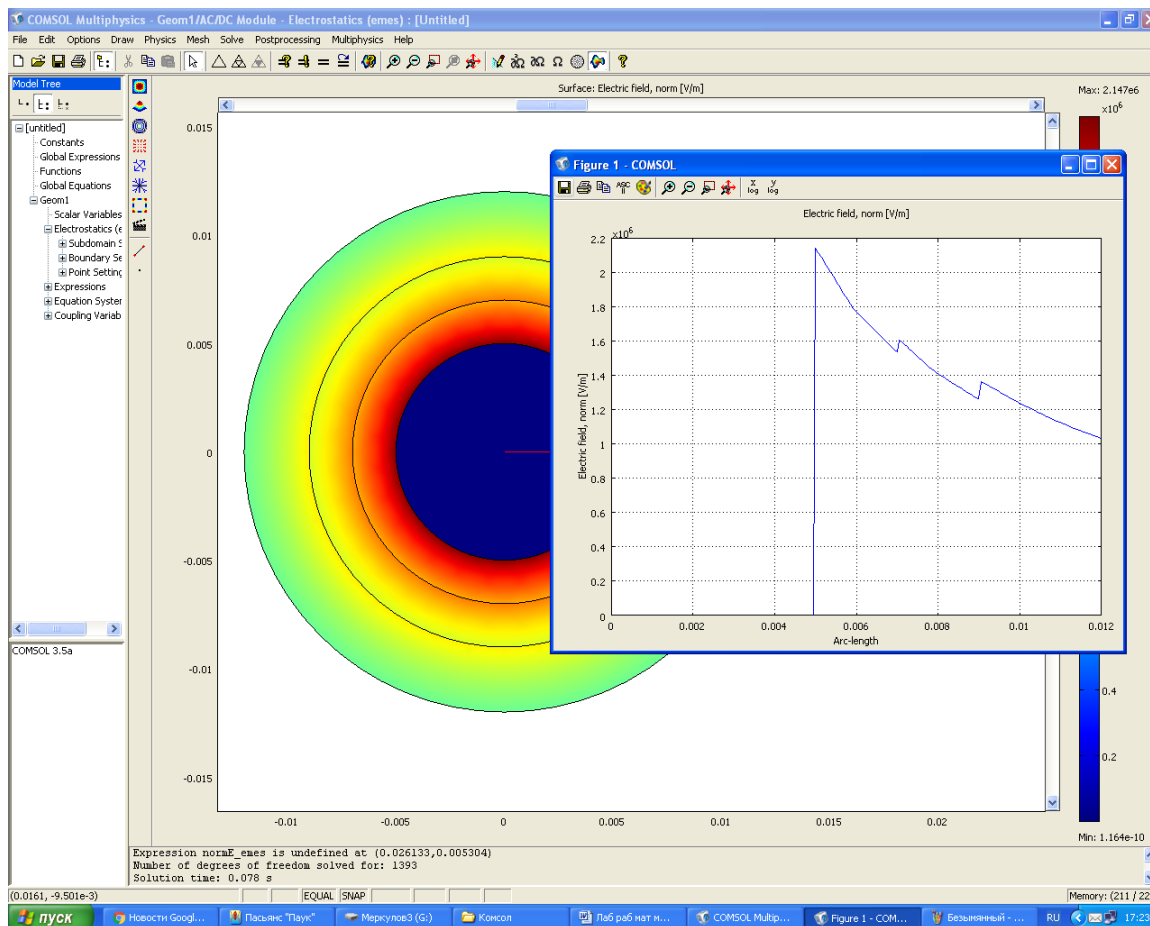 COMSOL Multiphysics - Geom1/AC/DC Module - Electrostatics (emes) : [Untitled]
File Edit Options Draw Physics Mesh Solve Postprocessing Multiphysics Help
Model Tree
[untitled]
Constants
Global Expressions
Functions
Global Equations
Geom1
Scalar Variables
Electrostatics (e
Subdomain S
Boundary Se
Point Setting
Expressions
Equation System
Coupling Variab
COMSOL 3.5a
Surface: Electric field, norm [V/m]
Max: 2.147e6
×10^6
0.015
0.01
0.005
0
-0.005
-0.01
-0.015
-0.01 -0.005 0 0.005 0.01 0.015 0.02
0.4
0.2
Min: 1.164e-10
Figure 1 - COMSOL
x log y log
Electric field, norm [V/m]
×10^6
2.2
2
1.8
1.6
1.4
1.2
1
0.8
0.6
0.4
0.2
0
Electric field, norm [V/m]
0 0.002 0.004 0.006 0.008 0.01 0.012
Arc-length
Expression normE_emes is undefined at (0.026133,0.005304)
Number of degrees of freedom solved for: 1393
Solution time: 0.078 s
(0.0161, -9.501e-3) EQUAL SNAP Memory: (211 / 22
пуск Новости Googl... Пасьянс "Паук" Меркулов3 (G:) Комсол Лаб раб мат м... COMSOL Multip... Figure 1 - COM... Безымянный - ... RU 17:23